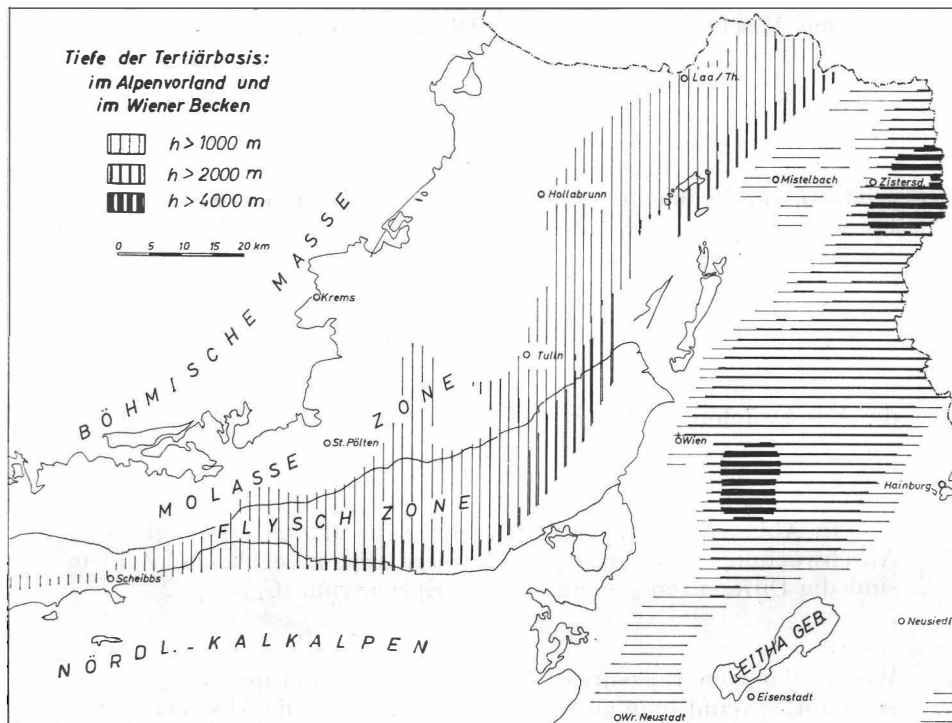 Tiefe der Tertiärbasis:
im Alpenvorland und
im Wiener Becken
h > 1000 m
h > 2000 m
h > 4000 m
0 5 10 15 20 km
Laa / Th.
Mistelbach
Zistersd.
Hollabrunn
Krems
BÖHMISCHE MASSE
Tulln
St. Pölten
Wien
Hainburg
MOLASSE ZONE
FLYSCH ZONE
Scheibbs
NÖRDL.-KALKALPEN
LEITHA GEB.
Neusiedl
Eisenstadt
Wr. Neustadt